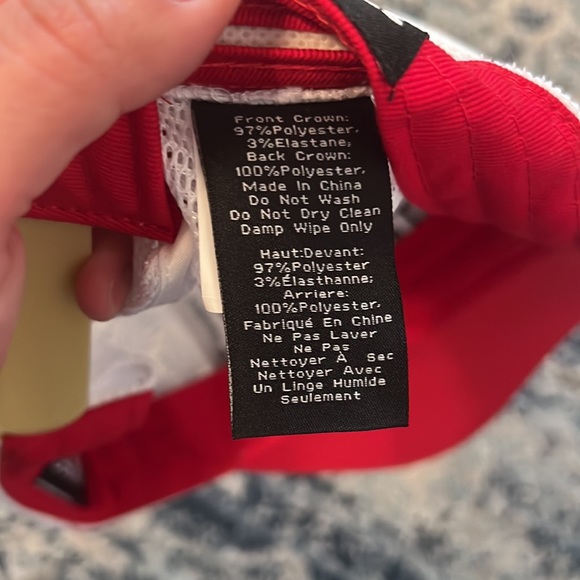 Front Crown:
97%Polyester,
3%Elastane;
Back Crown:
100%Polyester,
Made In China
Do Not Wash
Do Not Dry Clean
Damp Wipe Only
Haut:Devant:
97%Polyester
3%Élasthanne;
Arriere:
100%Polyester,
Fabriqué En Chine
Ne Pas Laver
Ne Pas
Nettoyer À Sec
Nettoyer Avec
Un Linge Humide
Seulement